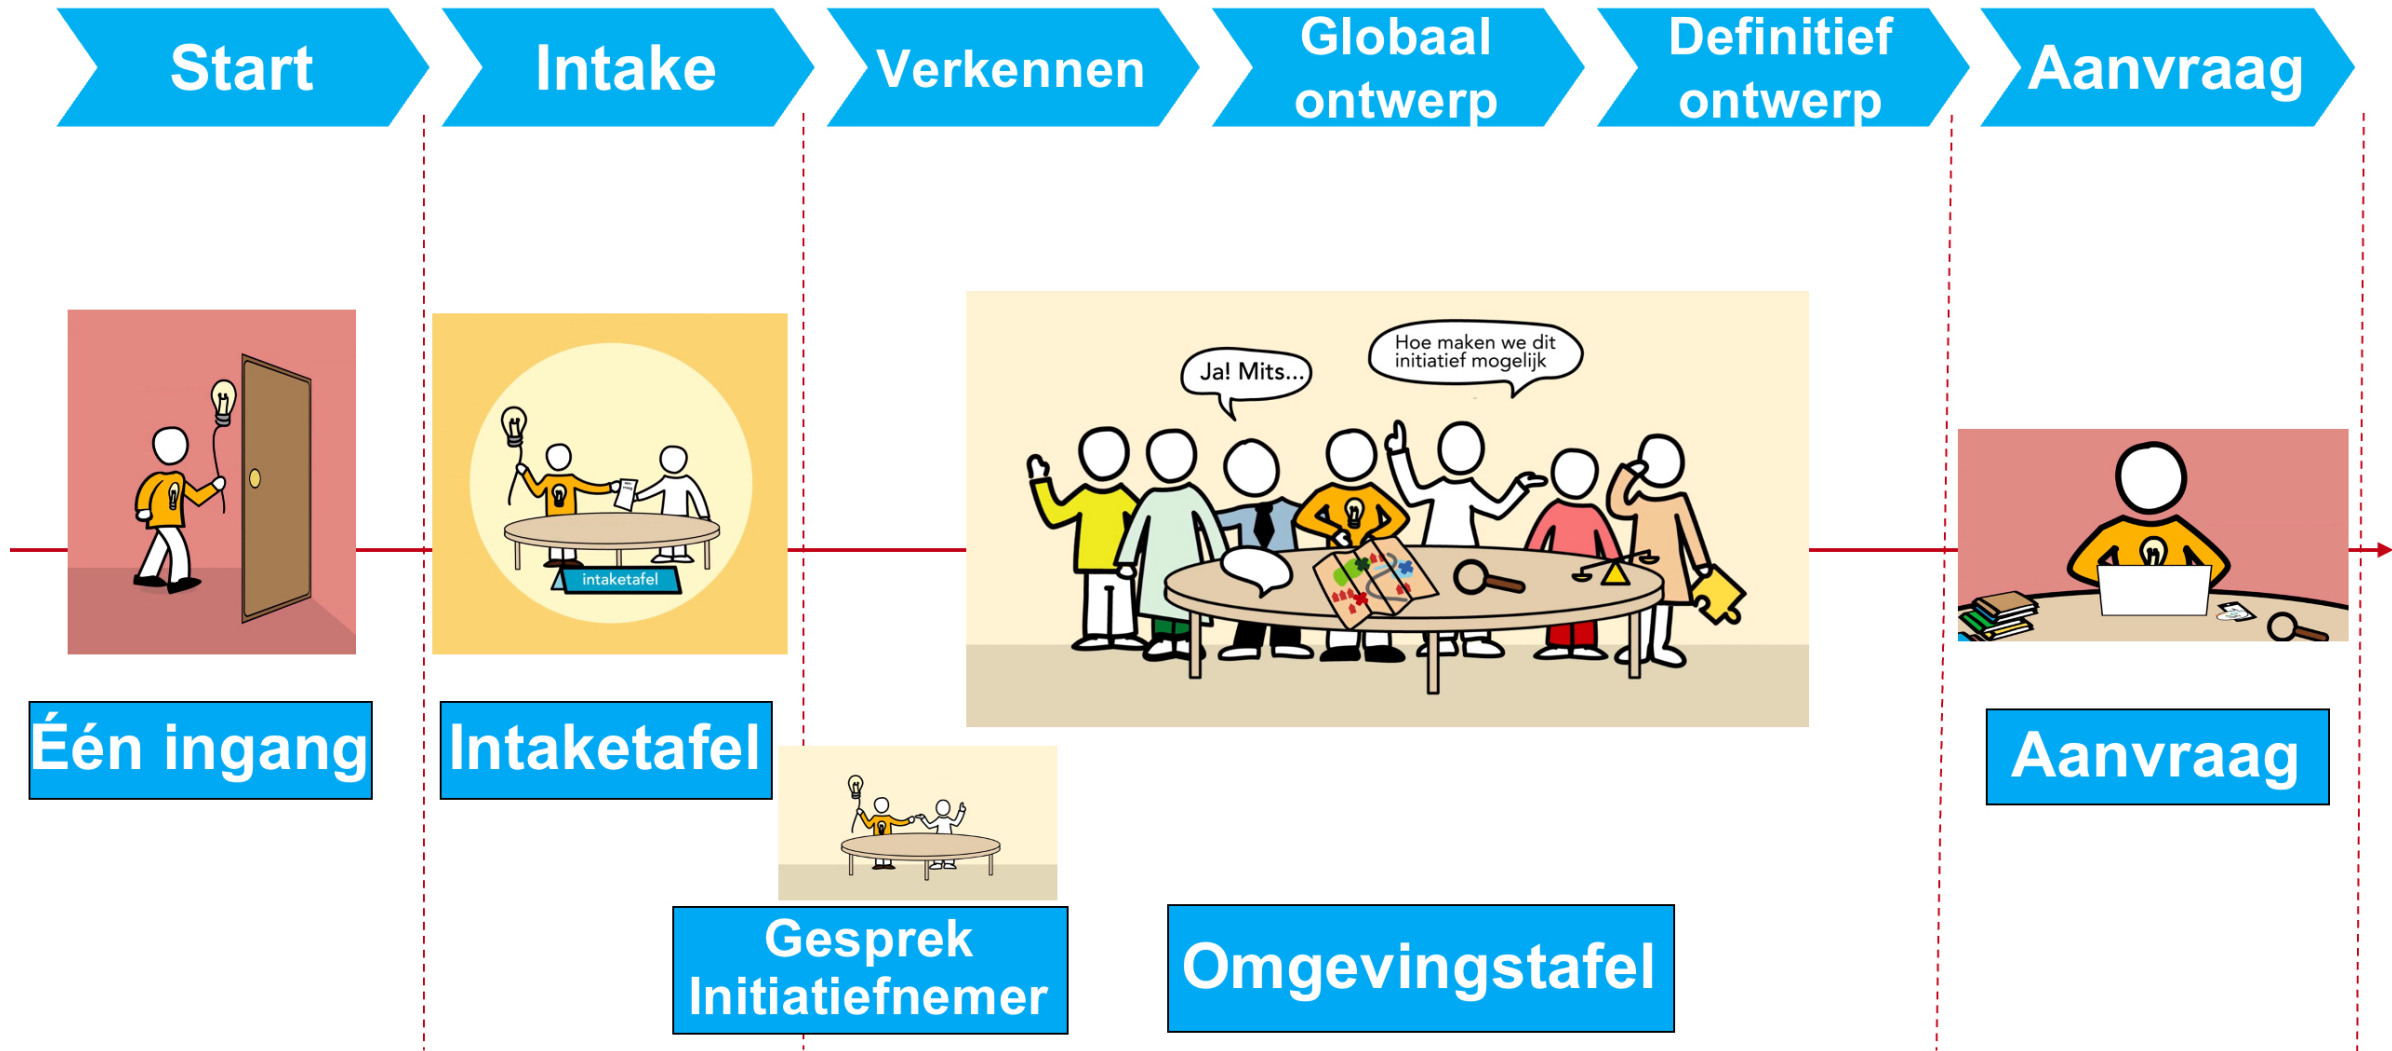 Start
Intake
Verkennen
Globaal
ontwerp
Definitief
ontwerp
Aanvraag
Ja! Mits...
Hoe maken we dit
initiatief mogelijk
intaketafel
Één ingang
Intaketafel
Aanvraag
Gesprek
Initiatiefnemer
Omgevingstafel